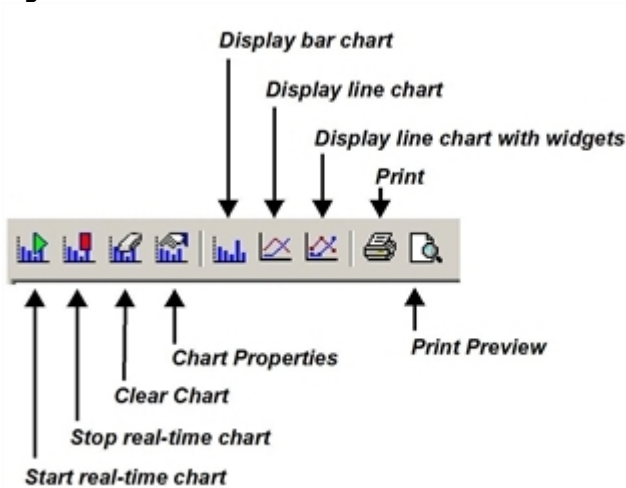 Display bar chart
Display line chart
Display line chart with widgets
Print
Print Preview
Chart Properties
Clear Chart
Stop real-time chart
Start real-time chart